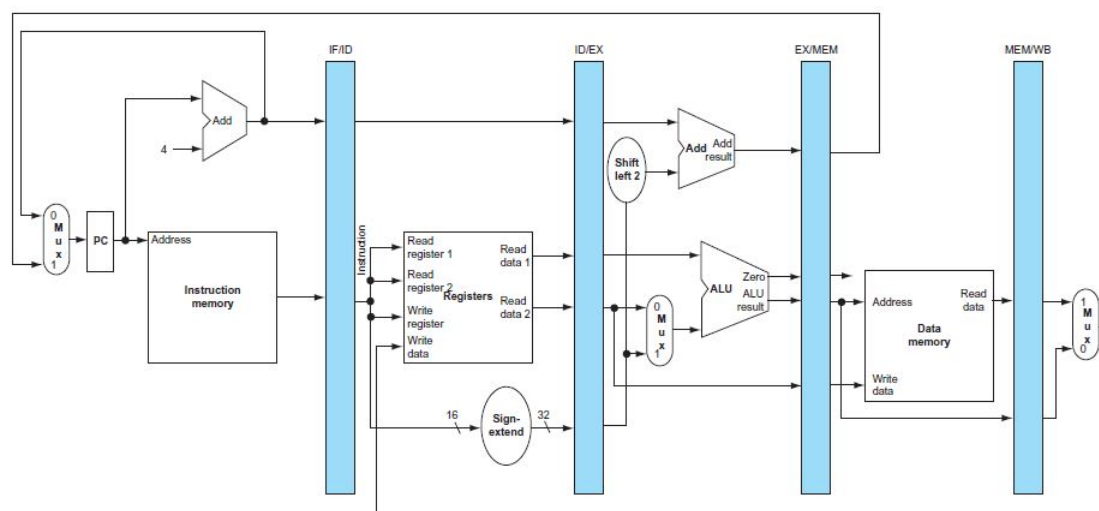 IF/ID
ID/EX
EX/MEM
MEM/WB
Add
4
Add
Add
result
Shift
left 2
0
M
u
x
1
PC
Address
Instruction
memory
Instruction
Read
register 1
Read
register 2
Registers
Write
register
Write
data
Read
data 1
Read
data 2
0
M
u
x
1
Zero
ALU
ALU
result
Address
Read
data
Data
memory
Write
data
1
M
u
x
0
16
Sign-
extend
32